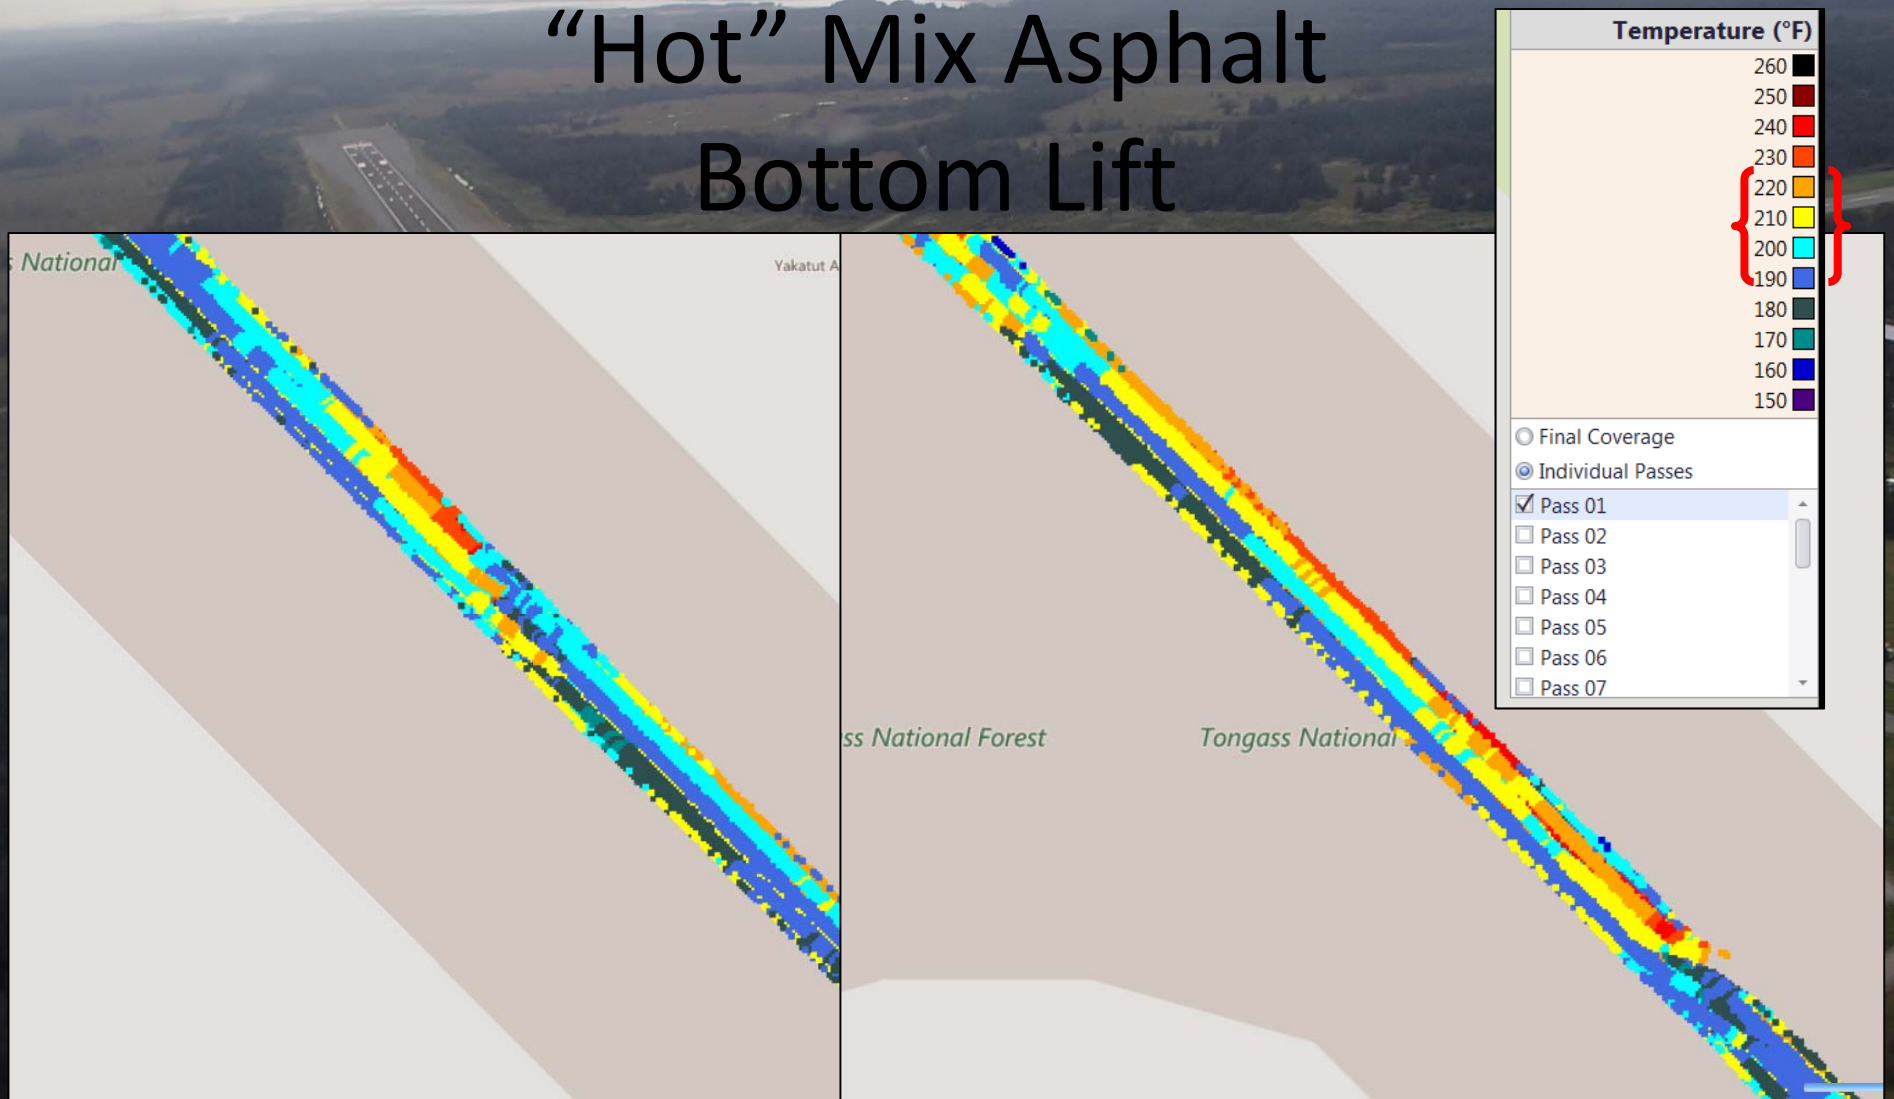 “Hot” Mix Asphalt
Bottom Lift
Temperature (°F)
260
250
240
230
220
210
200
190
180
170
160
150
Final Coverage
Individual Passes
Pass 01
Pass 02
Pass 03
Pass 04
Pass 05
Pass 06
Pass 07
s National
Yakatut A
ss National Forest
Tongass National